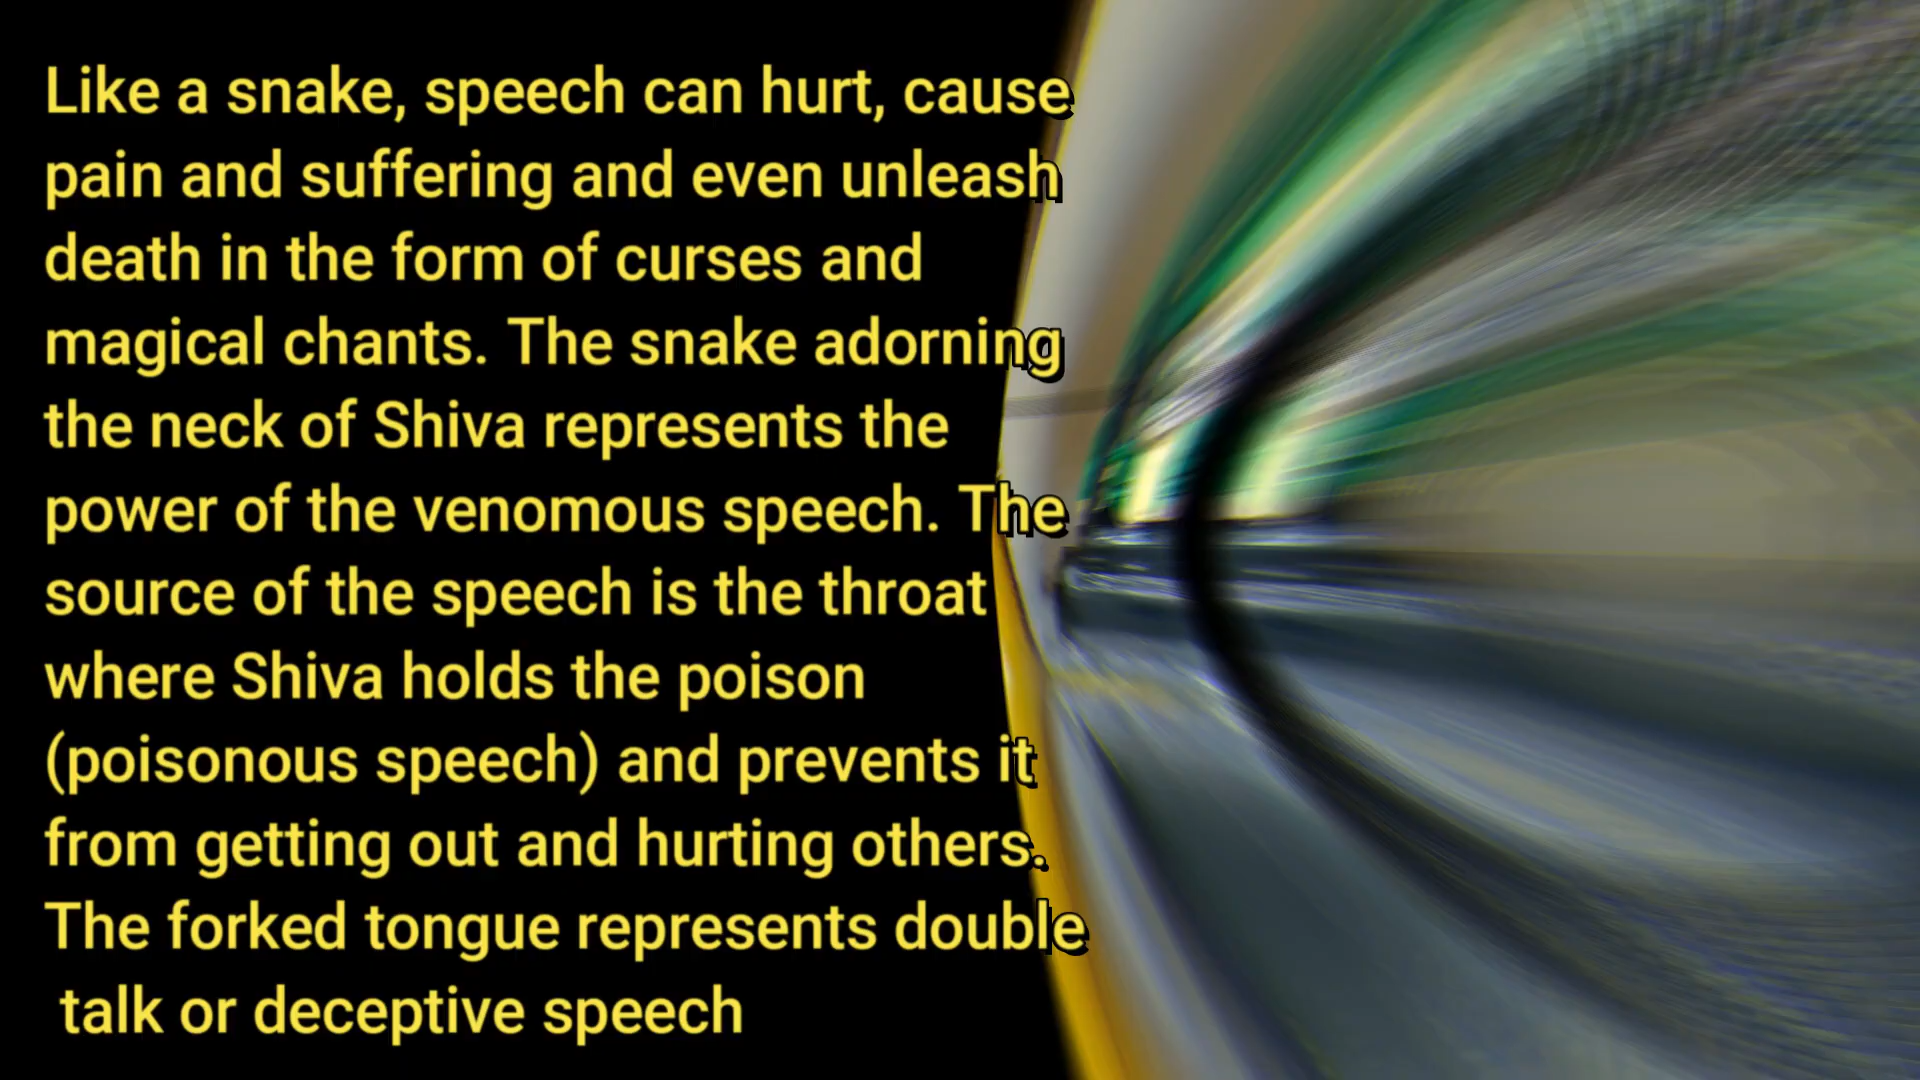 Like a snake, speech can hurt, cause
pain and suffering and even unleash
death in the form of curses and
magical chants. The snake adorning
the neck of Shiva represents the
power of the venomous speech. The
source of the speech is the throat
where Shiva holds the poison
(poisonous speech) and prevents it
from getting out and hurting others.
The forked tongue represents double
talk or deceptive speech